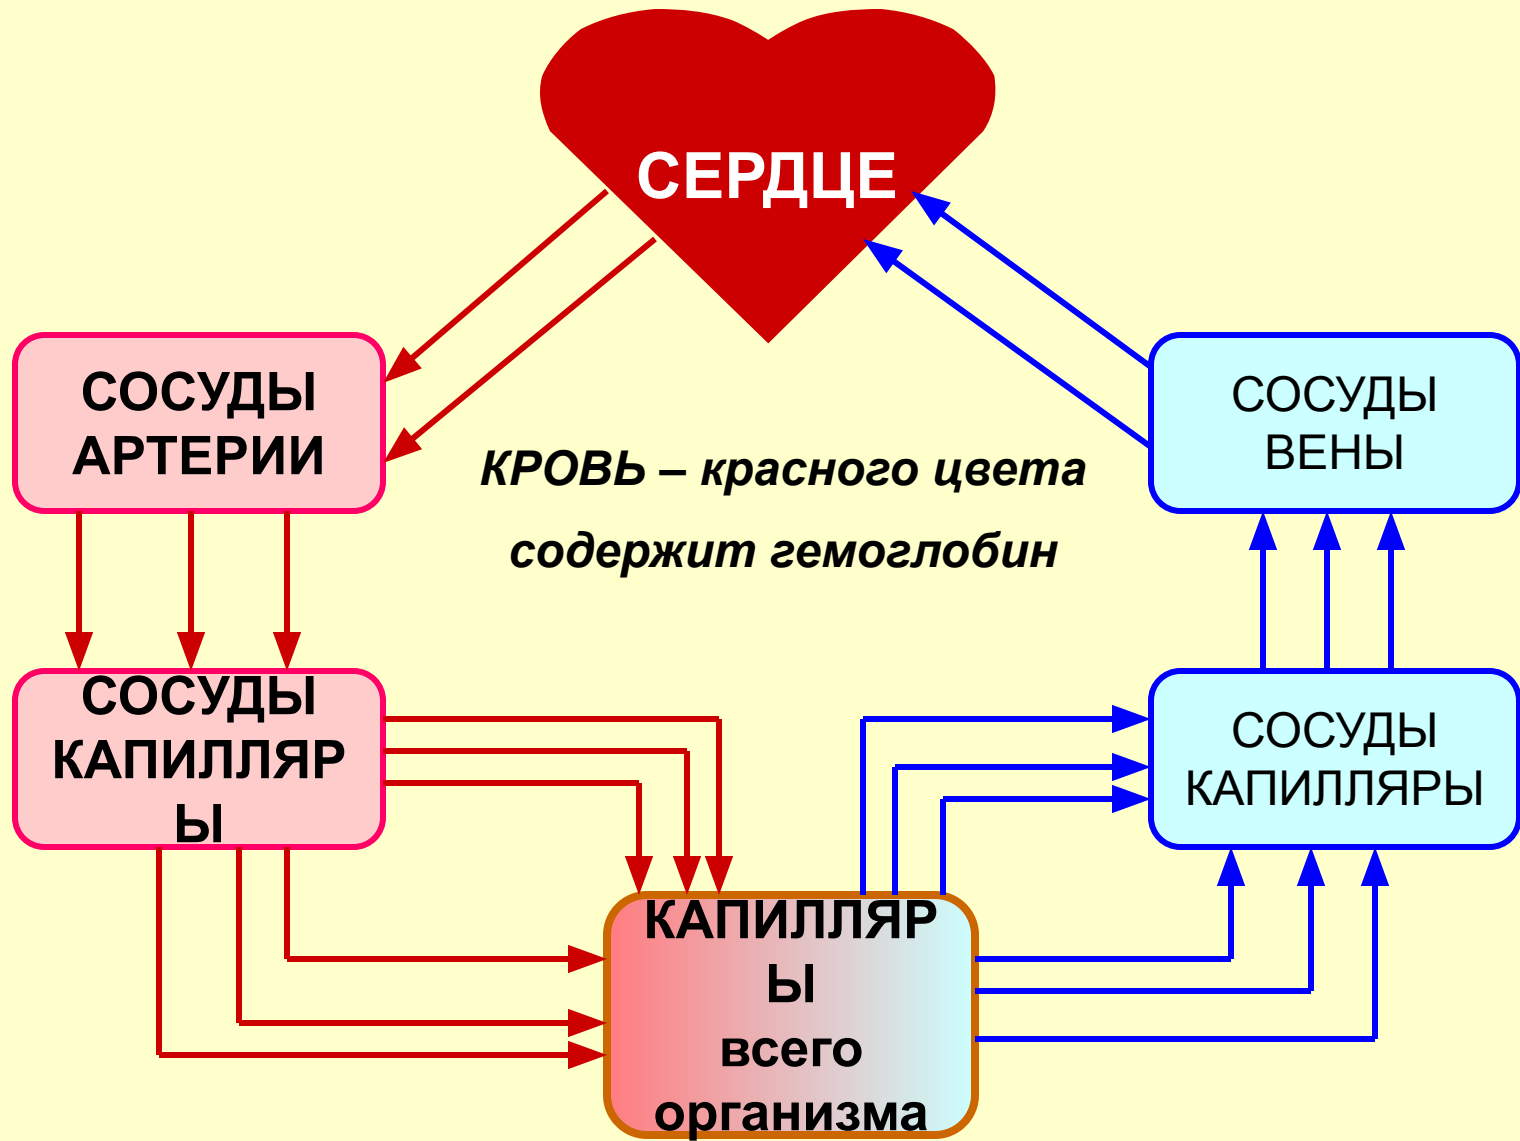 СЕРДЦЕ
СОСУДЫ
АРТЕРИИ
СОСУДЫ
ВЕНЫ
КРОВЬ – красного цвета
содержит гемоглобин
СОСУДЫ
КАПИЛЛЯР
Ы
СОСУДЫ
КАПИЛЛЯРЫ
КАПИЛЛЯР
Ы
всего
организма